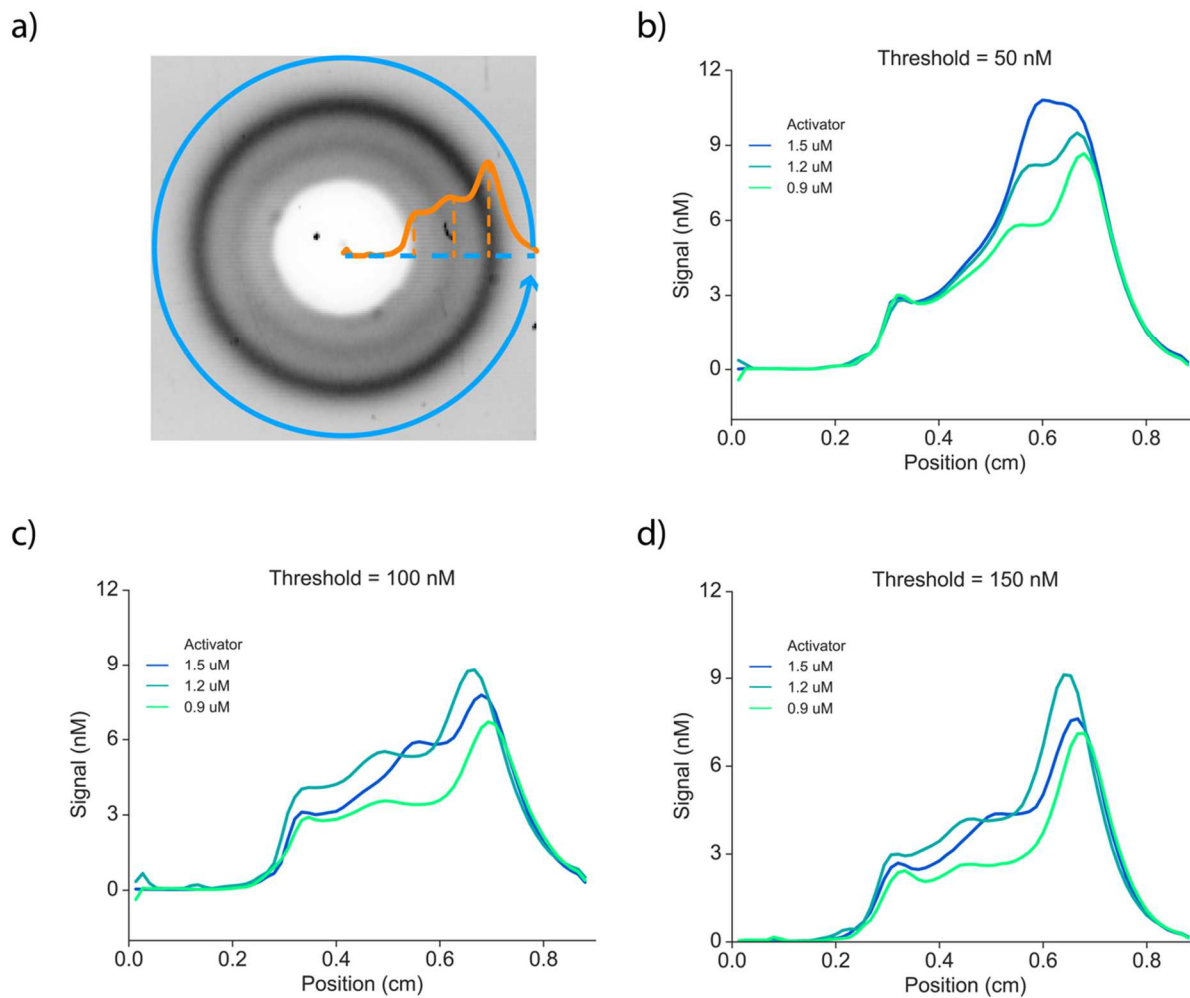 a)
b)
Threshold = 50 nM
12
9
6
3
0
Signal (nM)
Activator
1.5 uM
1.2 uM
0.9 uM
0.0 0.2 0.4 0.6 0.8
Position (cm)
c)
Threshold = 100 nM
12
9
6
3
0
Signal (nM)
Activator
1.5 uM
1.2 uM
0.9 uM
0.0 0.2 0.4 0.6 0.8
Position (cm)
d)
Threshold = 150 nM
12
9
6
3
0
Signal (nM)
Activator
1.5 uM
1.2 uM
0.9 uM
0.0 0.2 0.4 0.6 0.8
Position (cm)